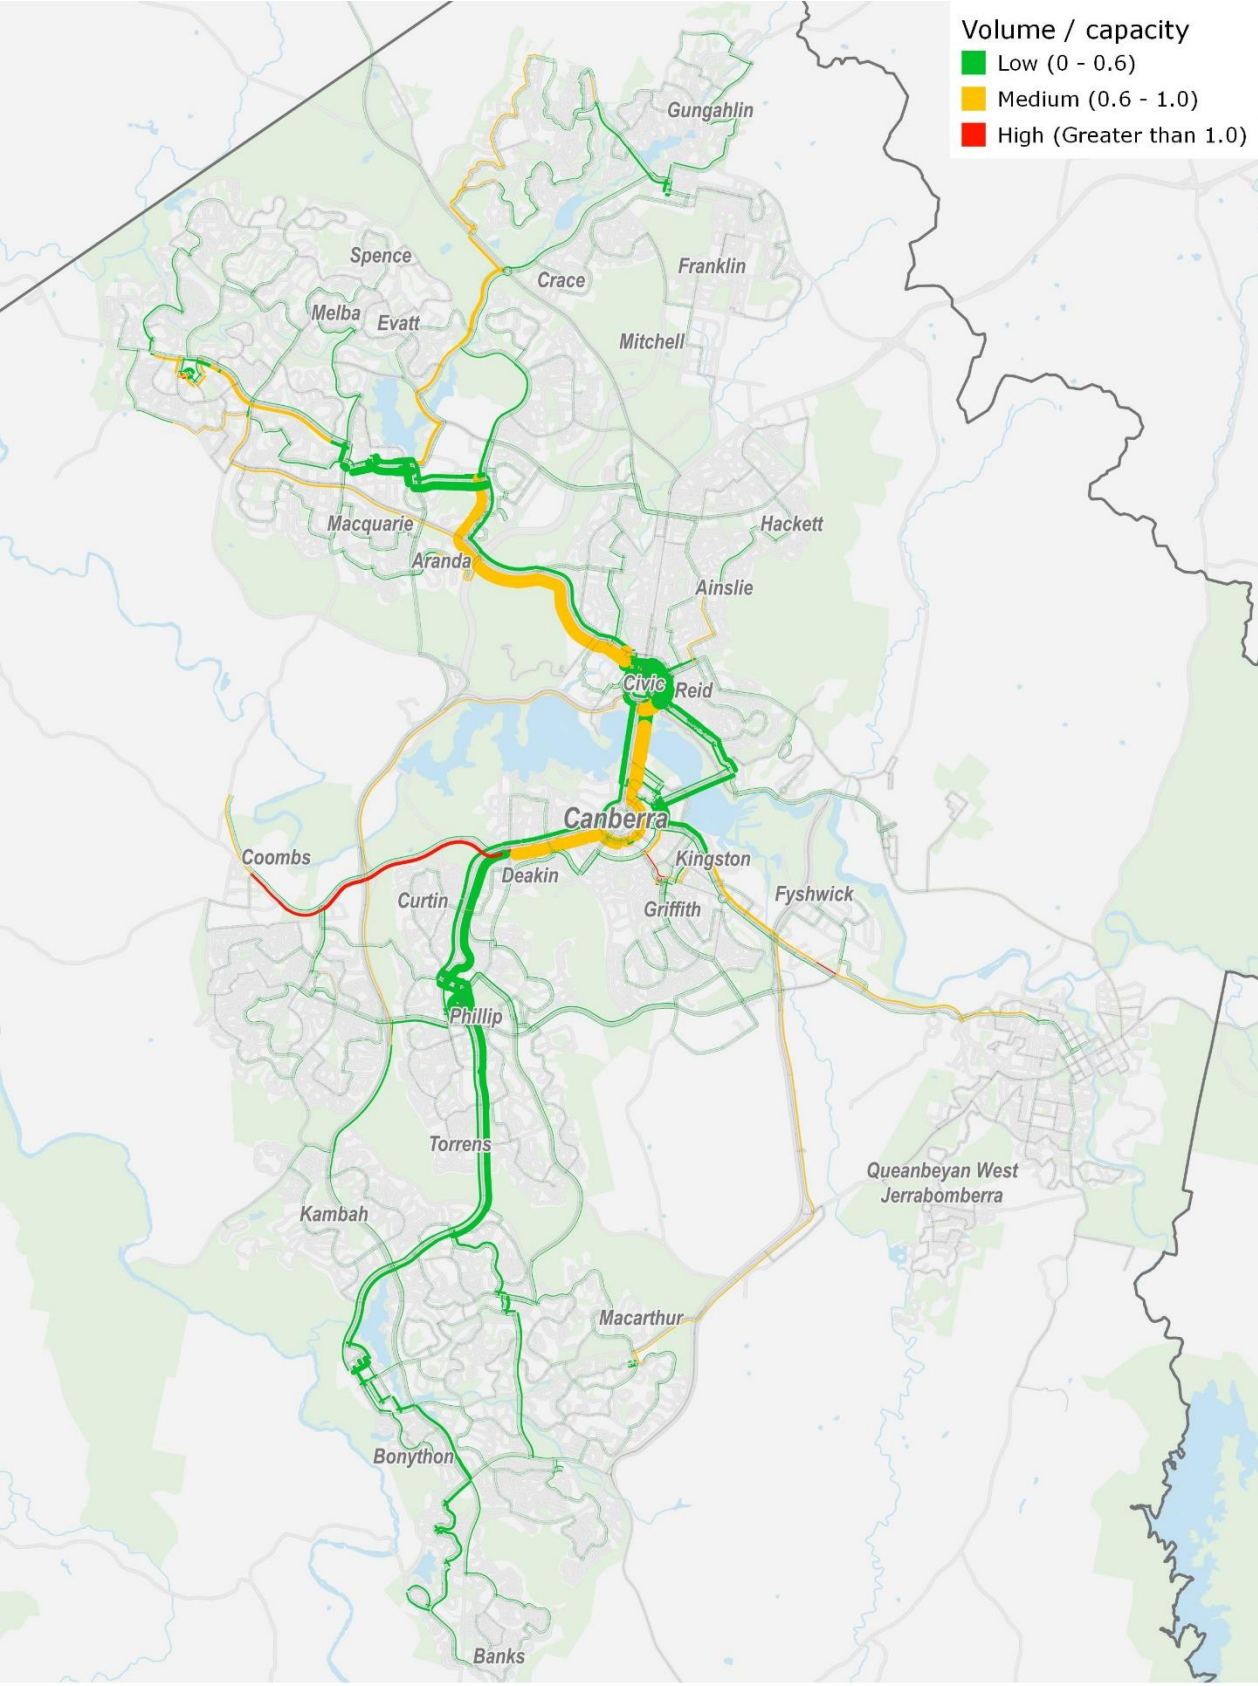 Volume / capacity
Low (0 - 0.6)
Medium (0.6 - 1.0)
High (Greater than 1.0)
Gungahlin
Spence
Crace
Franklin
Melba
Evatt
Mitchell
Macquarie
Hackett
Aranda
Ainslie
Civic
Reid
Canberra
Coombs
Kingston
Deakin
Curtin
Fyshwick
Griffith
Phillip
Torrens
Queanbeyan West
Jerrabomberra
Kambah
Macarthur
Bonython
Banks